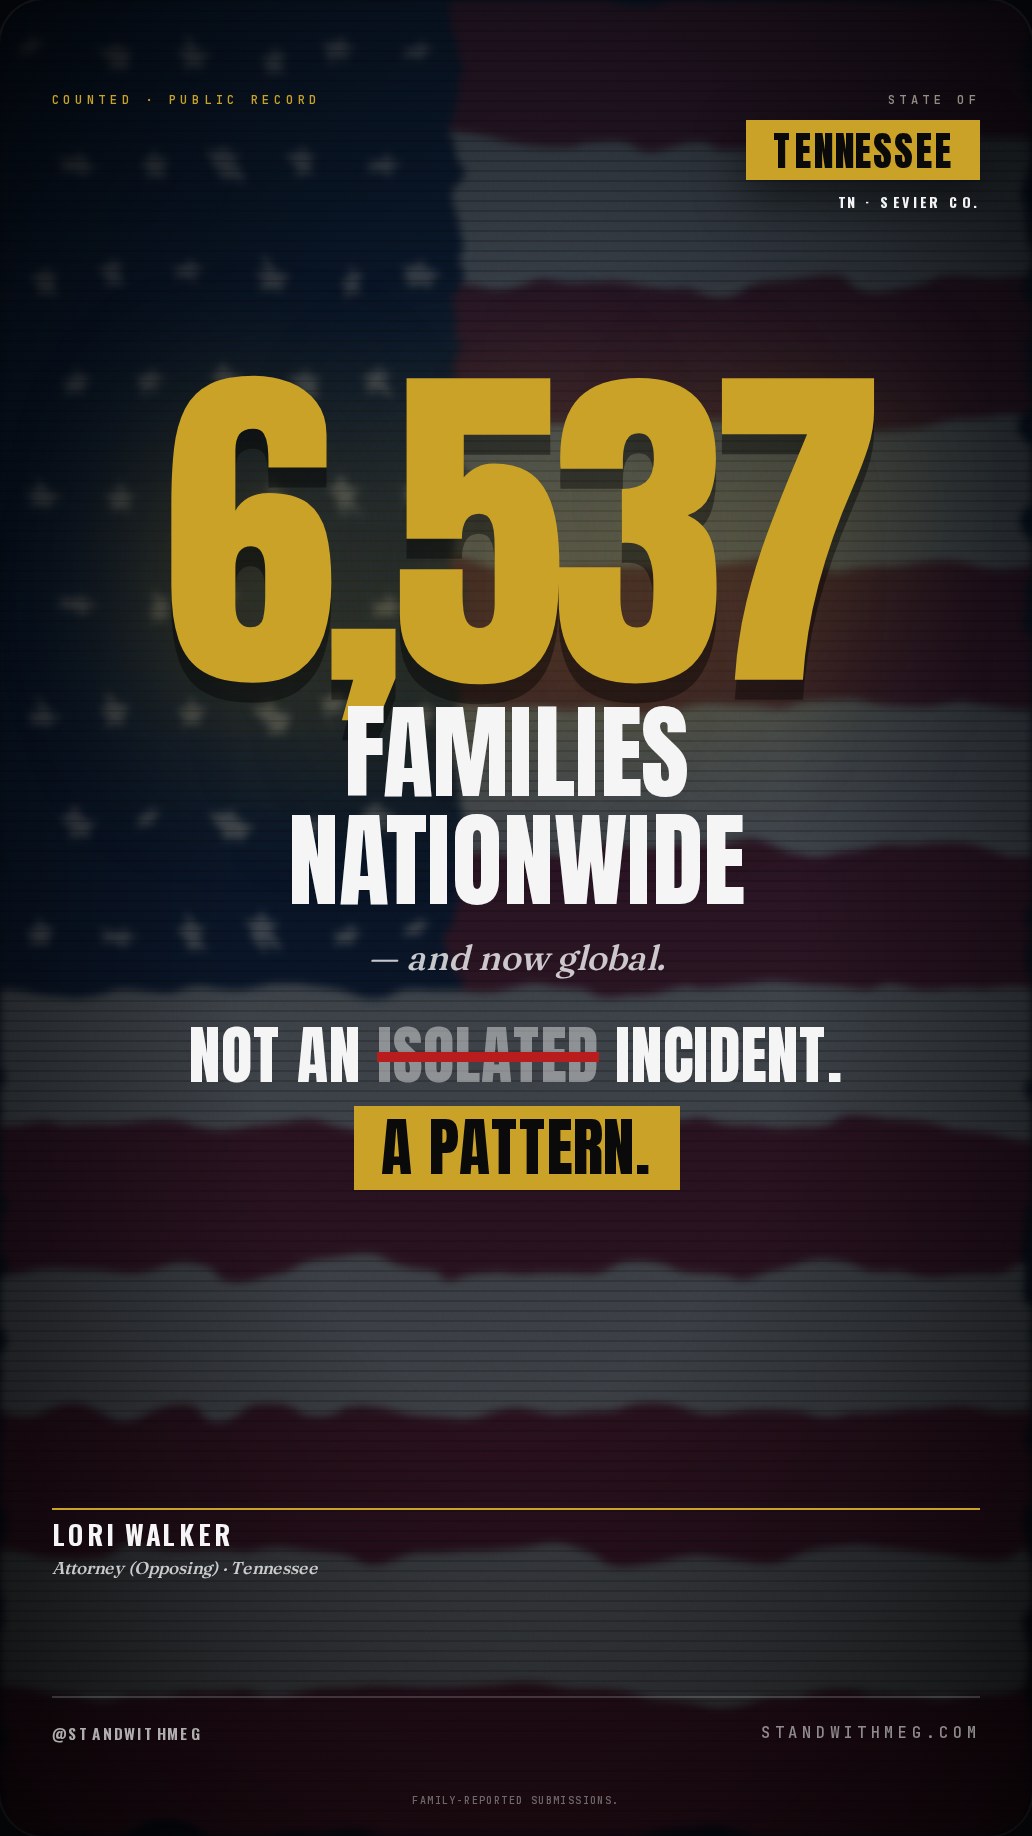 COUNTED · PUBLIC RECORD
STATE OF
TENNESSEE
TN · SEVIER CO.
6,537
FAMILIES
NATIONWIDE
— and now global.
NOT AN ISOLATED INCIDENT.
A PATTERN.
LORI WALKER
Attorney (Opposing) · Tennessee
@STANDWITHMEG
STANDWITHMEG.COM
FAMILY-REPORTED SUBMISSIONS.